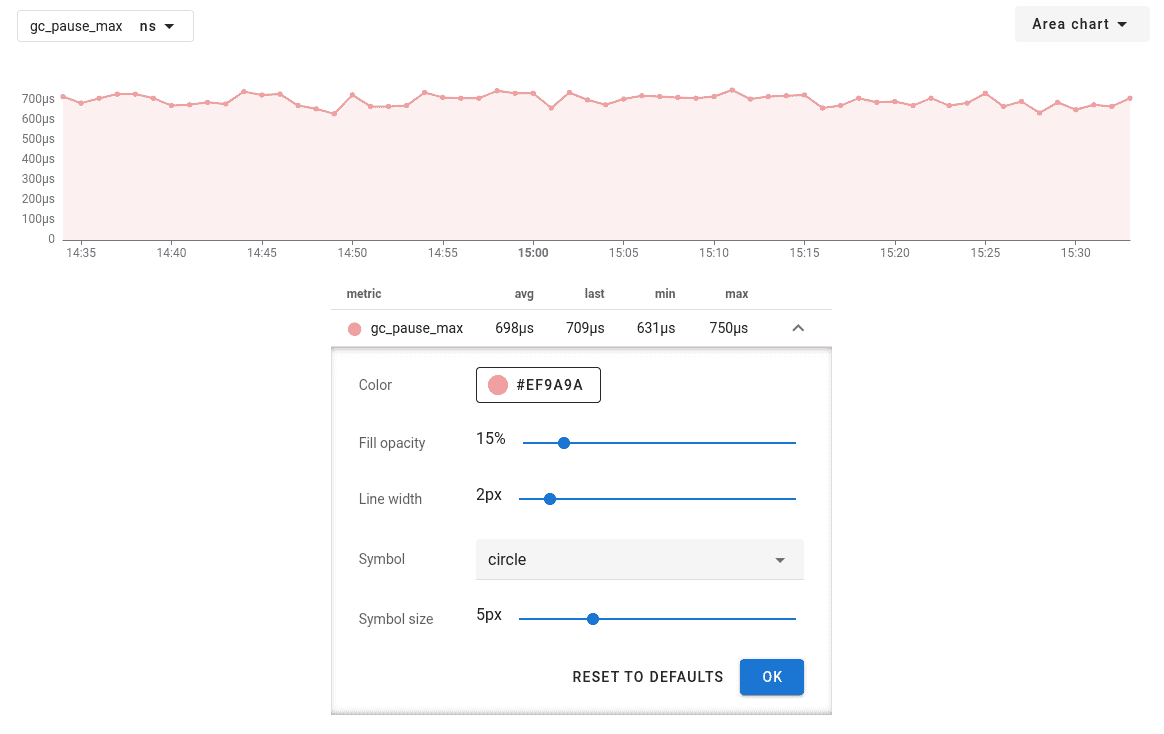 gc_pause_max ns
Area chart
700µs
600µs
500µs
400µs
300µs
200µs
100µs
0
14:35 14:40 14:45 14:50 14:55 15:00 15:05 15:10 15:15 15:20 15:25 15:30
metric avg last min max
gc_pause_max 698µs 709µs 631µs 750µs
Color #EF9A9A
Fill opacity 15%
Line width 2px
Symbol circle
Symbol size 5px
RESET TO DEFAULTS OK